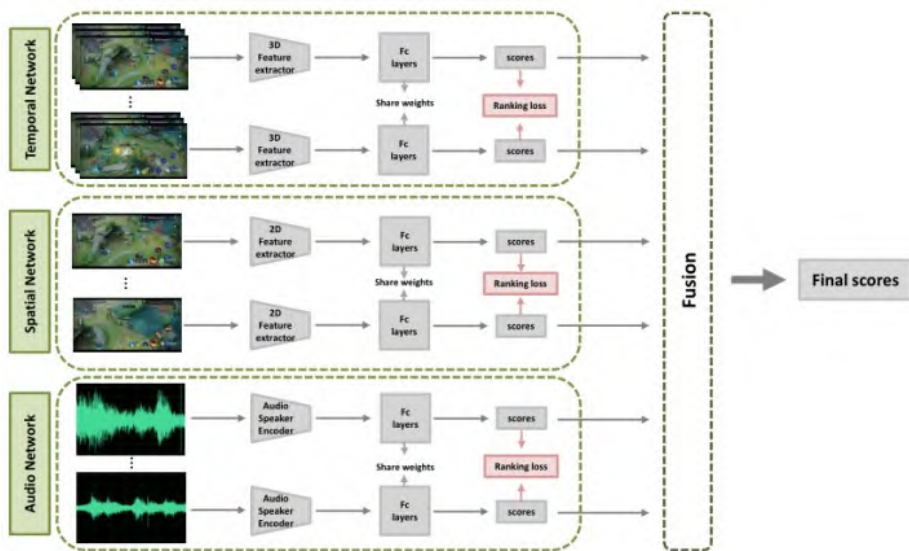 Temporal Network
3D
Feature
extractor
Fc
layers
scores
Share weights
Ranking loss
3D
Feature
extractor
Fc
layers
scores
Spatial Network
2D
Feature
extractor
Fc
layers
scores
Share weights
Ranking loss
2D
Feature
extractor
Fc
layers
scores
Audio Network
Audio
Speaker
Encoder
Fc
layers
scores
Share weights
Ranking loss
Audio
Speaker
Encoder
Fc
layers
scores
Fusion
Final scores